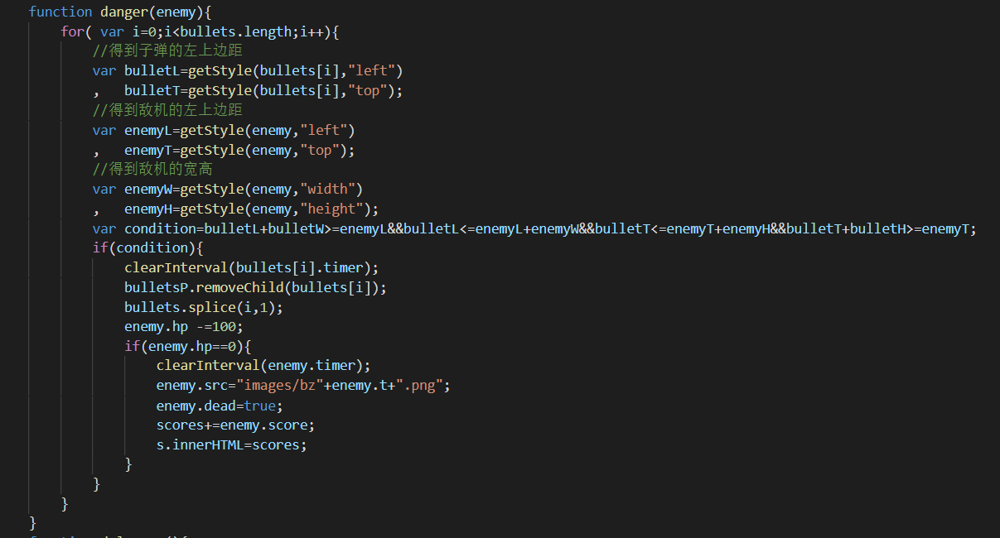 function danger(enemy){
for( var i=0;i<bullets.length;i++){
//得到子弹的左上边距
var bulletL=getStyle(bullets[i],"left")
,   bulletT=getStyle(bullets[i],"top");
//得到敌机的左上边距
var enemyL=getStyle(enemy,"left")
,   enemyT=getStyle(enemy,"top");
//得到敌机的宽高
var enemyW=getStyle(enemy,"width")
,   enemyH=getStyle(enemy,"height");
var condition=bulletL+bulletW>=enemyL&&bulletL<=enemyL+enemyW&&bulletT<=enemyT+enemyH&&bulletT+bulletH>=enemyT;
if(condition){
clearInterval(bullets[i].timer);
bulletsP.removeChild(bullets[i]);
bullets.splice(i,1);
enemy.hp -=100;
if(enemy.hp==0){
clearInterval(enemy.timer);
enemy.src="images/bz"+enemy.t+".png";
enemy.dead=true;
scores+=enemy.score;
s.innerHTML=scores;
}
}
}
}